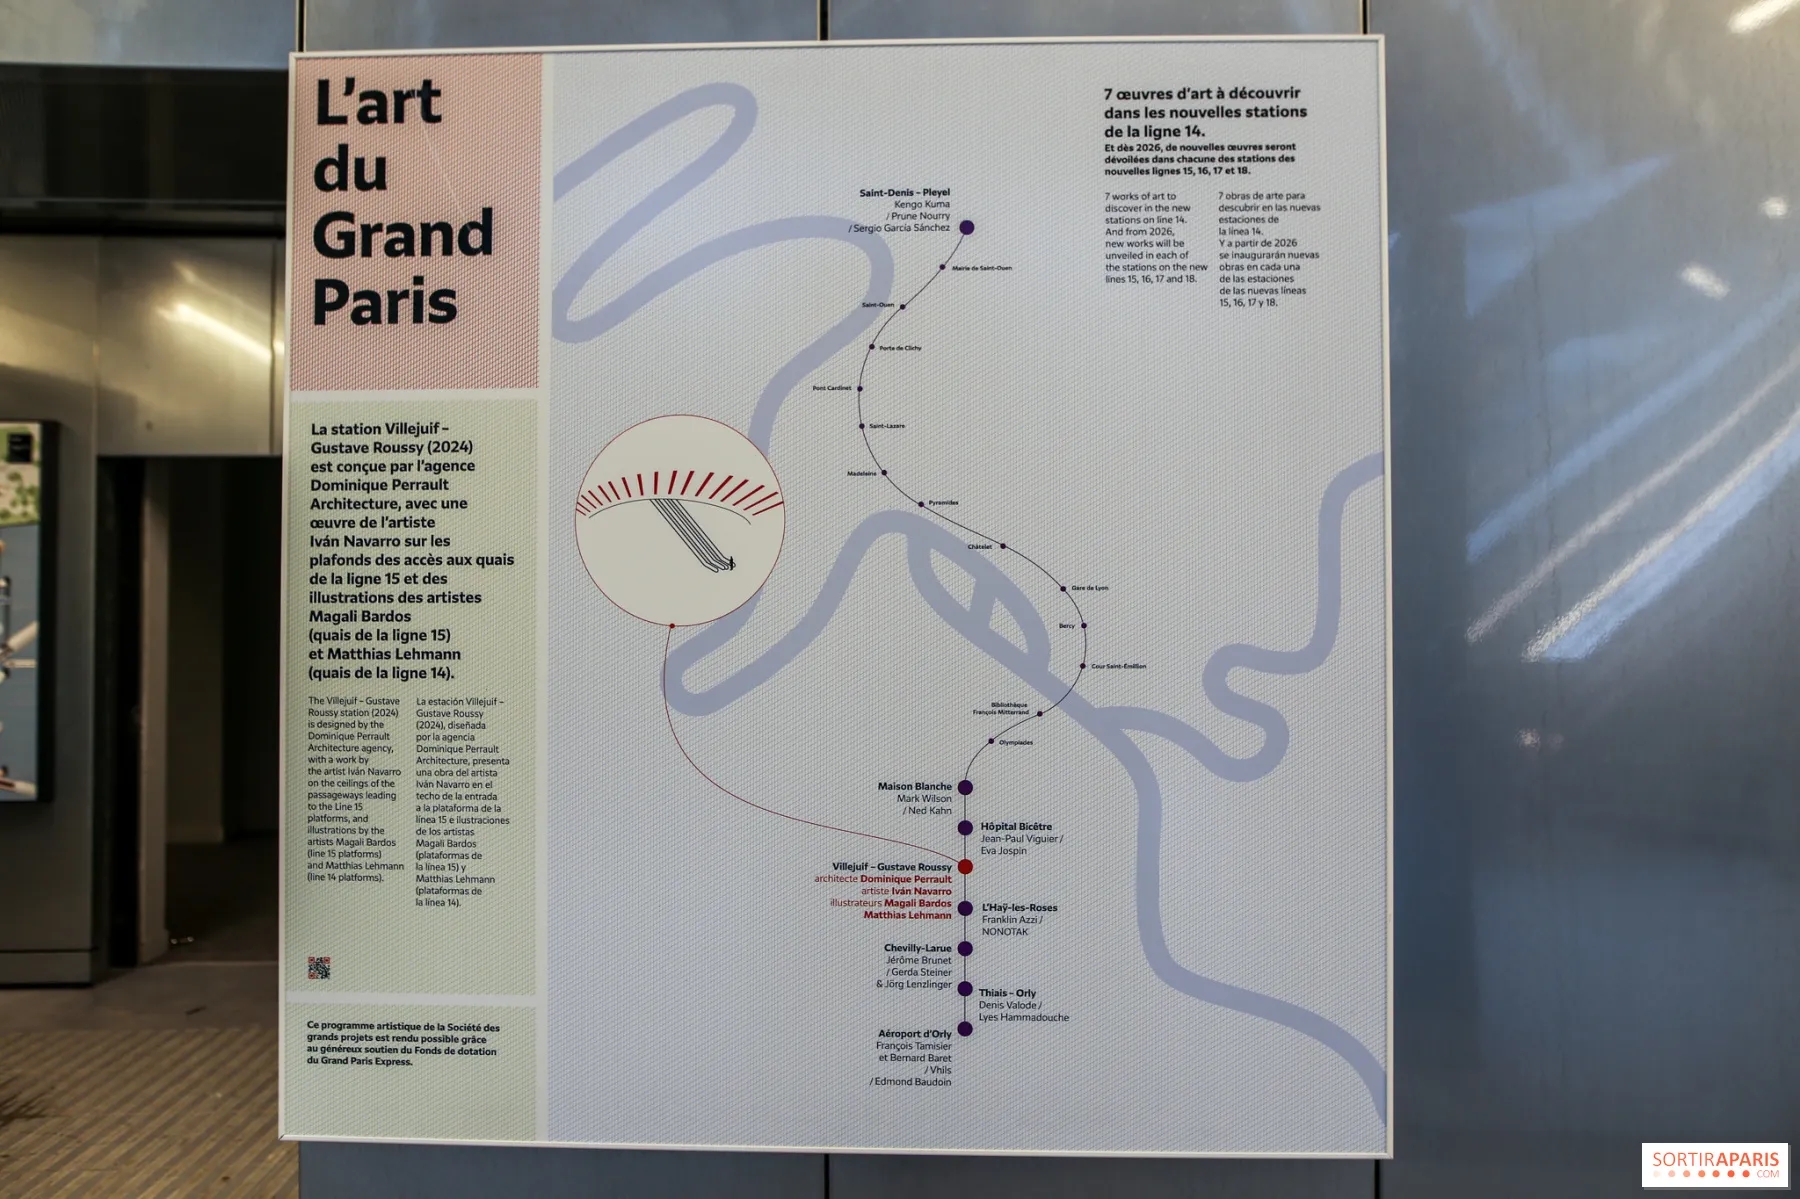 L'art
du
Grand
Paris
La station Villejuif –
Gustave Roussy (2024)
est conçue par l'agence
Dominique Perrault
Architecture, avec une
œuvre de l'artiste
Iván Navarro sur les
plafonds des accès aux quais
de la ligne 15 et des
illustrations des artistes
Magali Bardos
(quais de la ligne 15)
et Matthias Lehmann
(quais de la ligne 14).
The Villejuif – Gustave
Roussy station (2024)
is designed by the
Dominique Perrault
Architecture agency,
with a work by
the artist Iván Navarro
on the ceilings of the
passageways leading
to the Line 15
platforms, and
illustrations by the
artists Magali Bardos
(line 15 platforms)
and Matthias Lehmann
(line 14 platforms).
La estación Villejuif –
Gustave Roussy
(2024), diseñada
por la agencia
Dominique Perrault
Architecture, presenta
una obra del artista
Iván Navarro en el
techo de la entrada
a la plataforma de la
línea 15 e ilustraciones
de los artistas
Magali Bardos
(plataformas de
la línea 15) y
Matthias Lehmann
(plataformas de
la línea 14).
Ce programme artistique de la Société des
grands projets est rendu possible grâce
au généreux soutien du Fonds de dotation
du Grand Paris Express.
7 œuvres d'art à découvrir
dans les nouvelles stations
de la ligne 14.
Et dès 2026, de nouvelles œuvres seront
dévoilées dans chacune des stations des
nouvelles lignes 15, 16, 17 et 18.
7 works of art to
discover in the new
stations on line 14.
And from 2026,
new works will be
unveiled in each of
the stations on the new
lines 15, 16, 17 and 18.
7 obras de arte para
descubrir en las nuevas
estaciones de
la línea 14.
Y a partir de 2026
se inaugurarán nuevas
obras en cada una
de las estaciones
de las nuevas líneas
15, 16, 17 y 18.
Saint-Denis – Pleyel
Kengo Kuma
/ Prune Nourry
/ Sergio García Sánchez
Mairie de Saint-Ouen
Saint-Ouen
Porte de Clichy
Pont Cardinet
Saint-Lazare
Madeleine
Pyramides
Châtelet
Gare de Lyon
Bercy
Cour Saint-Émilion
Bibliothèque
François Mitterrand
Olympiades
Maison Blanche
Mark Wilson
/ Ned Kahn
Hôpital Bicêtre
Jean-Paul Viguier /
Eva Jospin
Villejuif – Gustave Roussy
architecte Dominique Perrault
artiste Iván Navarro
illustrateurs Magali Bardos
Matthias Lehmann
L'Haÿ-les-Roses
Franklin Azzi /
NONOTAK
Chevilly-Larue
Jérôme Brunet
/ Gerda Steiner
& Jörg Lenzlinger
Thiais – Orly
Denis Valode /
Lyes Hammadouche
Aéroport d'Orly
François Tamisier
et Bernard Baret
/ Vhils
/ Edmond Baudoin
SORTIRAPARIS
.COM